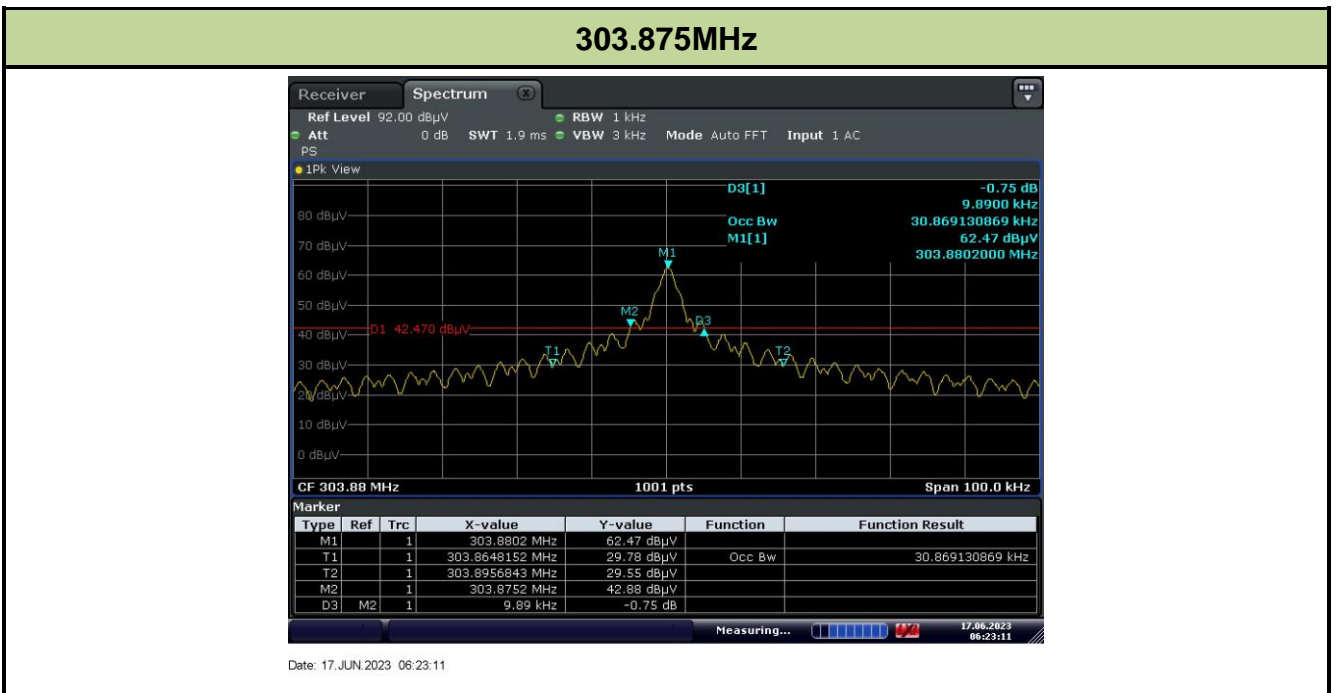 303.875MHz
Receiver Spectrum
Ref Level 92.00 dBµV RBW 1 kHz
Att 0 dB SWT 1.9 ms VBW 3 kHz Mode Auto FFT Input 1 AC
PS
1Pk View
D3[1] -0.75 dB
9.8900 kHz
80 dBµV
Occ Bw 30.869130869 kHz
70 dBµV
M1[1] 62.47 dBµV
M1
303.8802000 MHz
60 dBµV
50 dBµV
M2
D3
D1 42.470 dBµV
40 dBµV
T1
T2
30 dBµV
20 dBµV
10 dBµV
0 dBµV
CF 303.88 MHz 1001 pts Span 100.0 kHz
Marker
Type Ref Trc X-value Y-value Function Function Result
M1 1 303.8802 MHz 62.47 dBµV
T1 1 303.8648152 MHz 29.78 dBµV Occ Bw 30.869130869 kHz
T2 1 303.8956843 MHz 29.55 dBµV
M2 1 303.8752 MHz 42.88 dBµV
D3 M2 1 9.89 kHz -0.75 dB
Measuring... 17.06.2023
06:23:11
Date: 17.JUN.2023 06:23:11